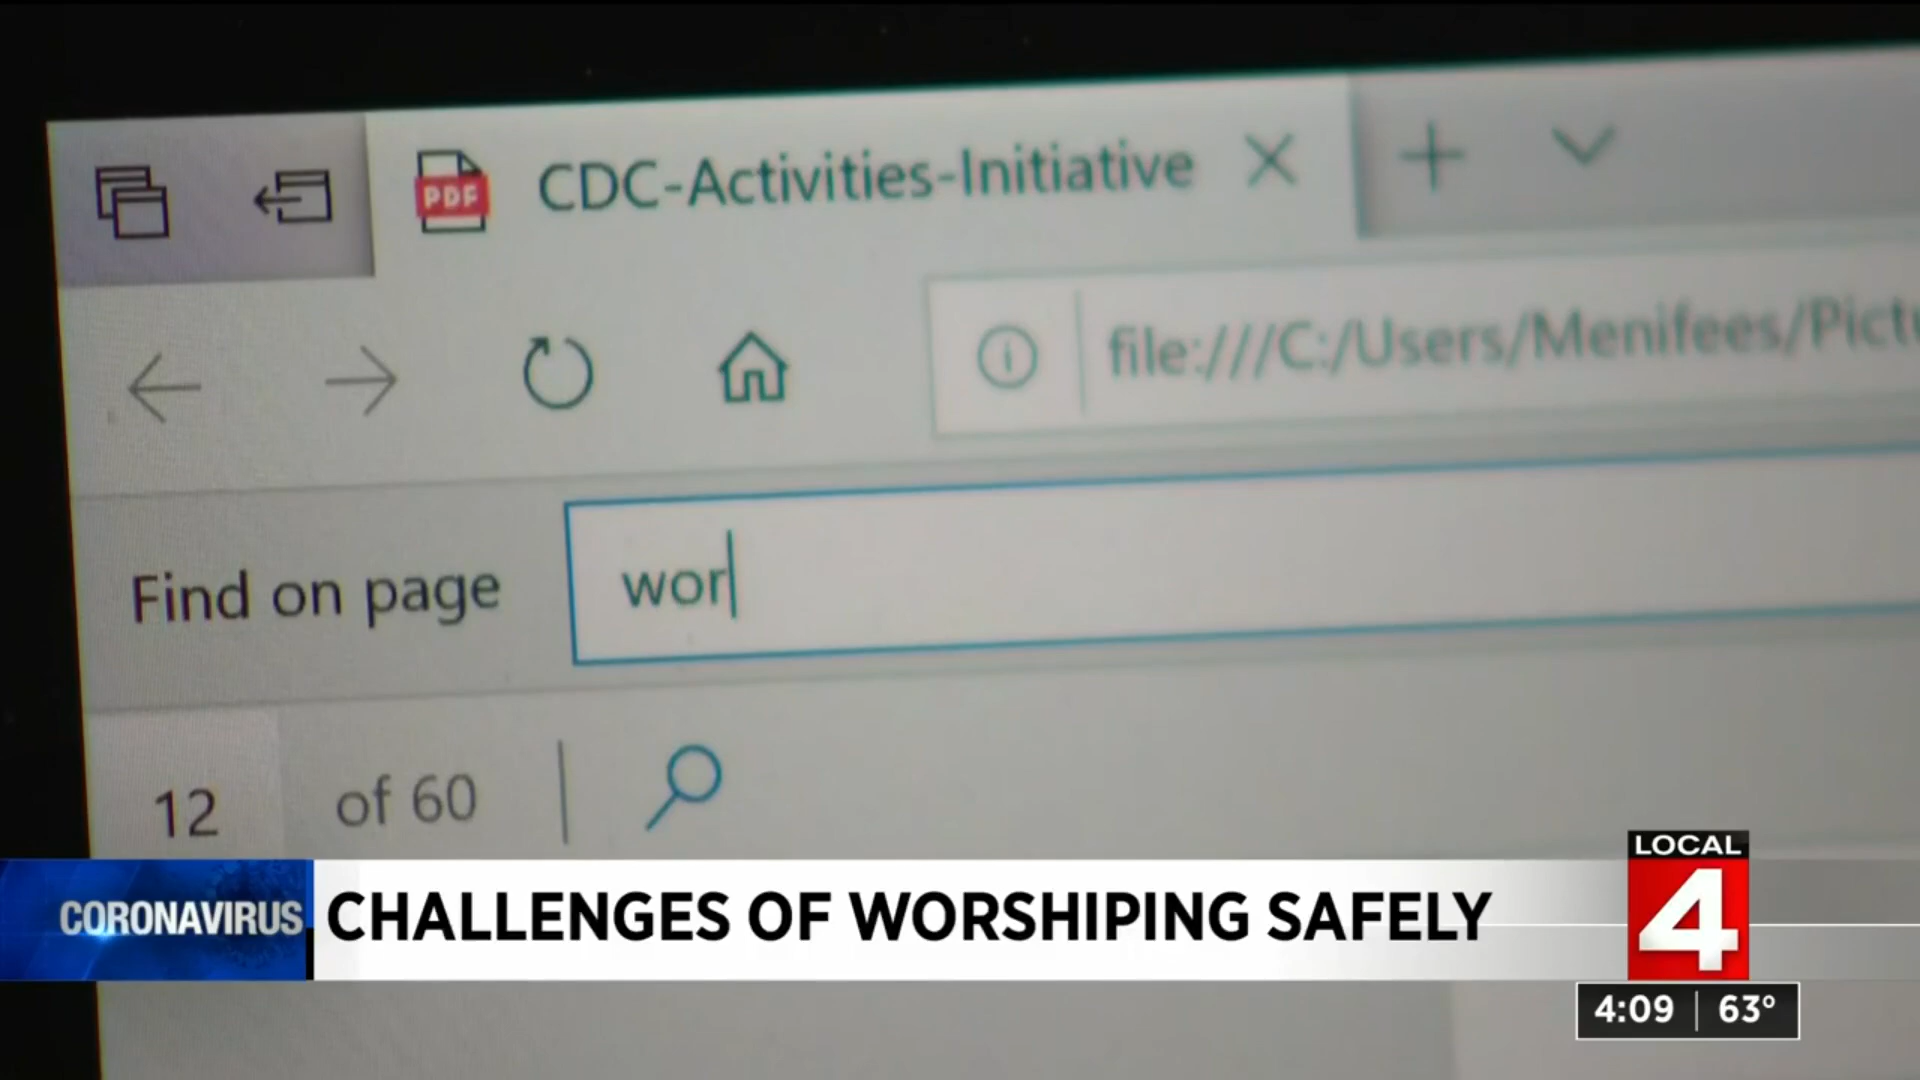 PDF CDC-Activities-Initiative
file:///C:/Users/Menifees/Pict
Find on page wor
12 of 60
CORONAVIRUS CHALLENGES OF WORSHIPING SAFELY
LOCAL
4
4:09 63°